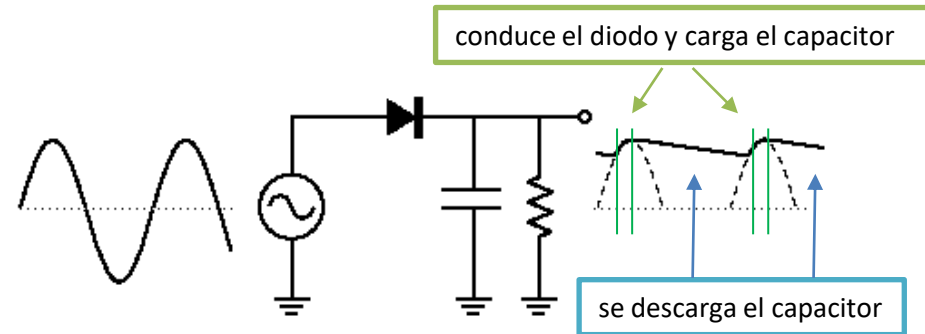 conduce el diodo y carga el capacitor
se descarga el capacitor